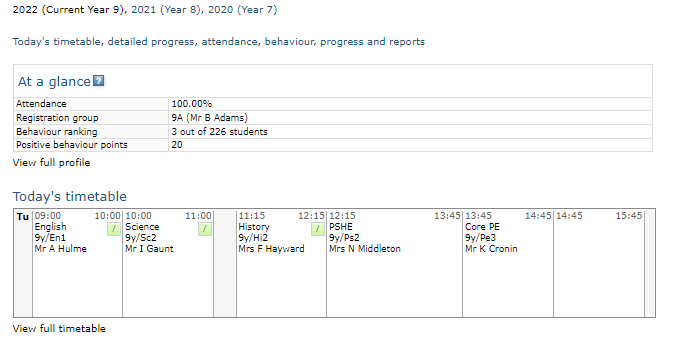 2022 (Current Year 9), 2021 (Year 8), 2020 (Year 7)
Today's timetable, detailed progress, attendance, behaviour, progress and reports
At a glance ?
Attendance 100.00%
Registration group 9A (Mr B Adams)
Behaviour ranking 3 out of 226 students
Positive behaviour points 20
View full profile
Today's timetable
Tu 09:00 10:00 10:00 11:00 11:15 12:15 12:15 13:45 13:45 14:45 14:45 15:45
English / Science / History / PSHE Core PE
9y/En1 9y/Sc2 9y/Hi2 9y/Ps2 9y/Pe3
Mr A Hulme Mr I Gaunt Mrs F Hayward Mrs N Middleton Mr K Cronin
View full timetable